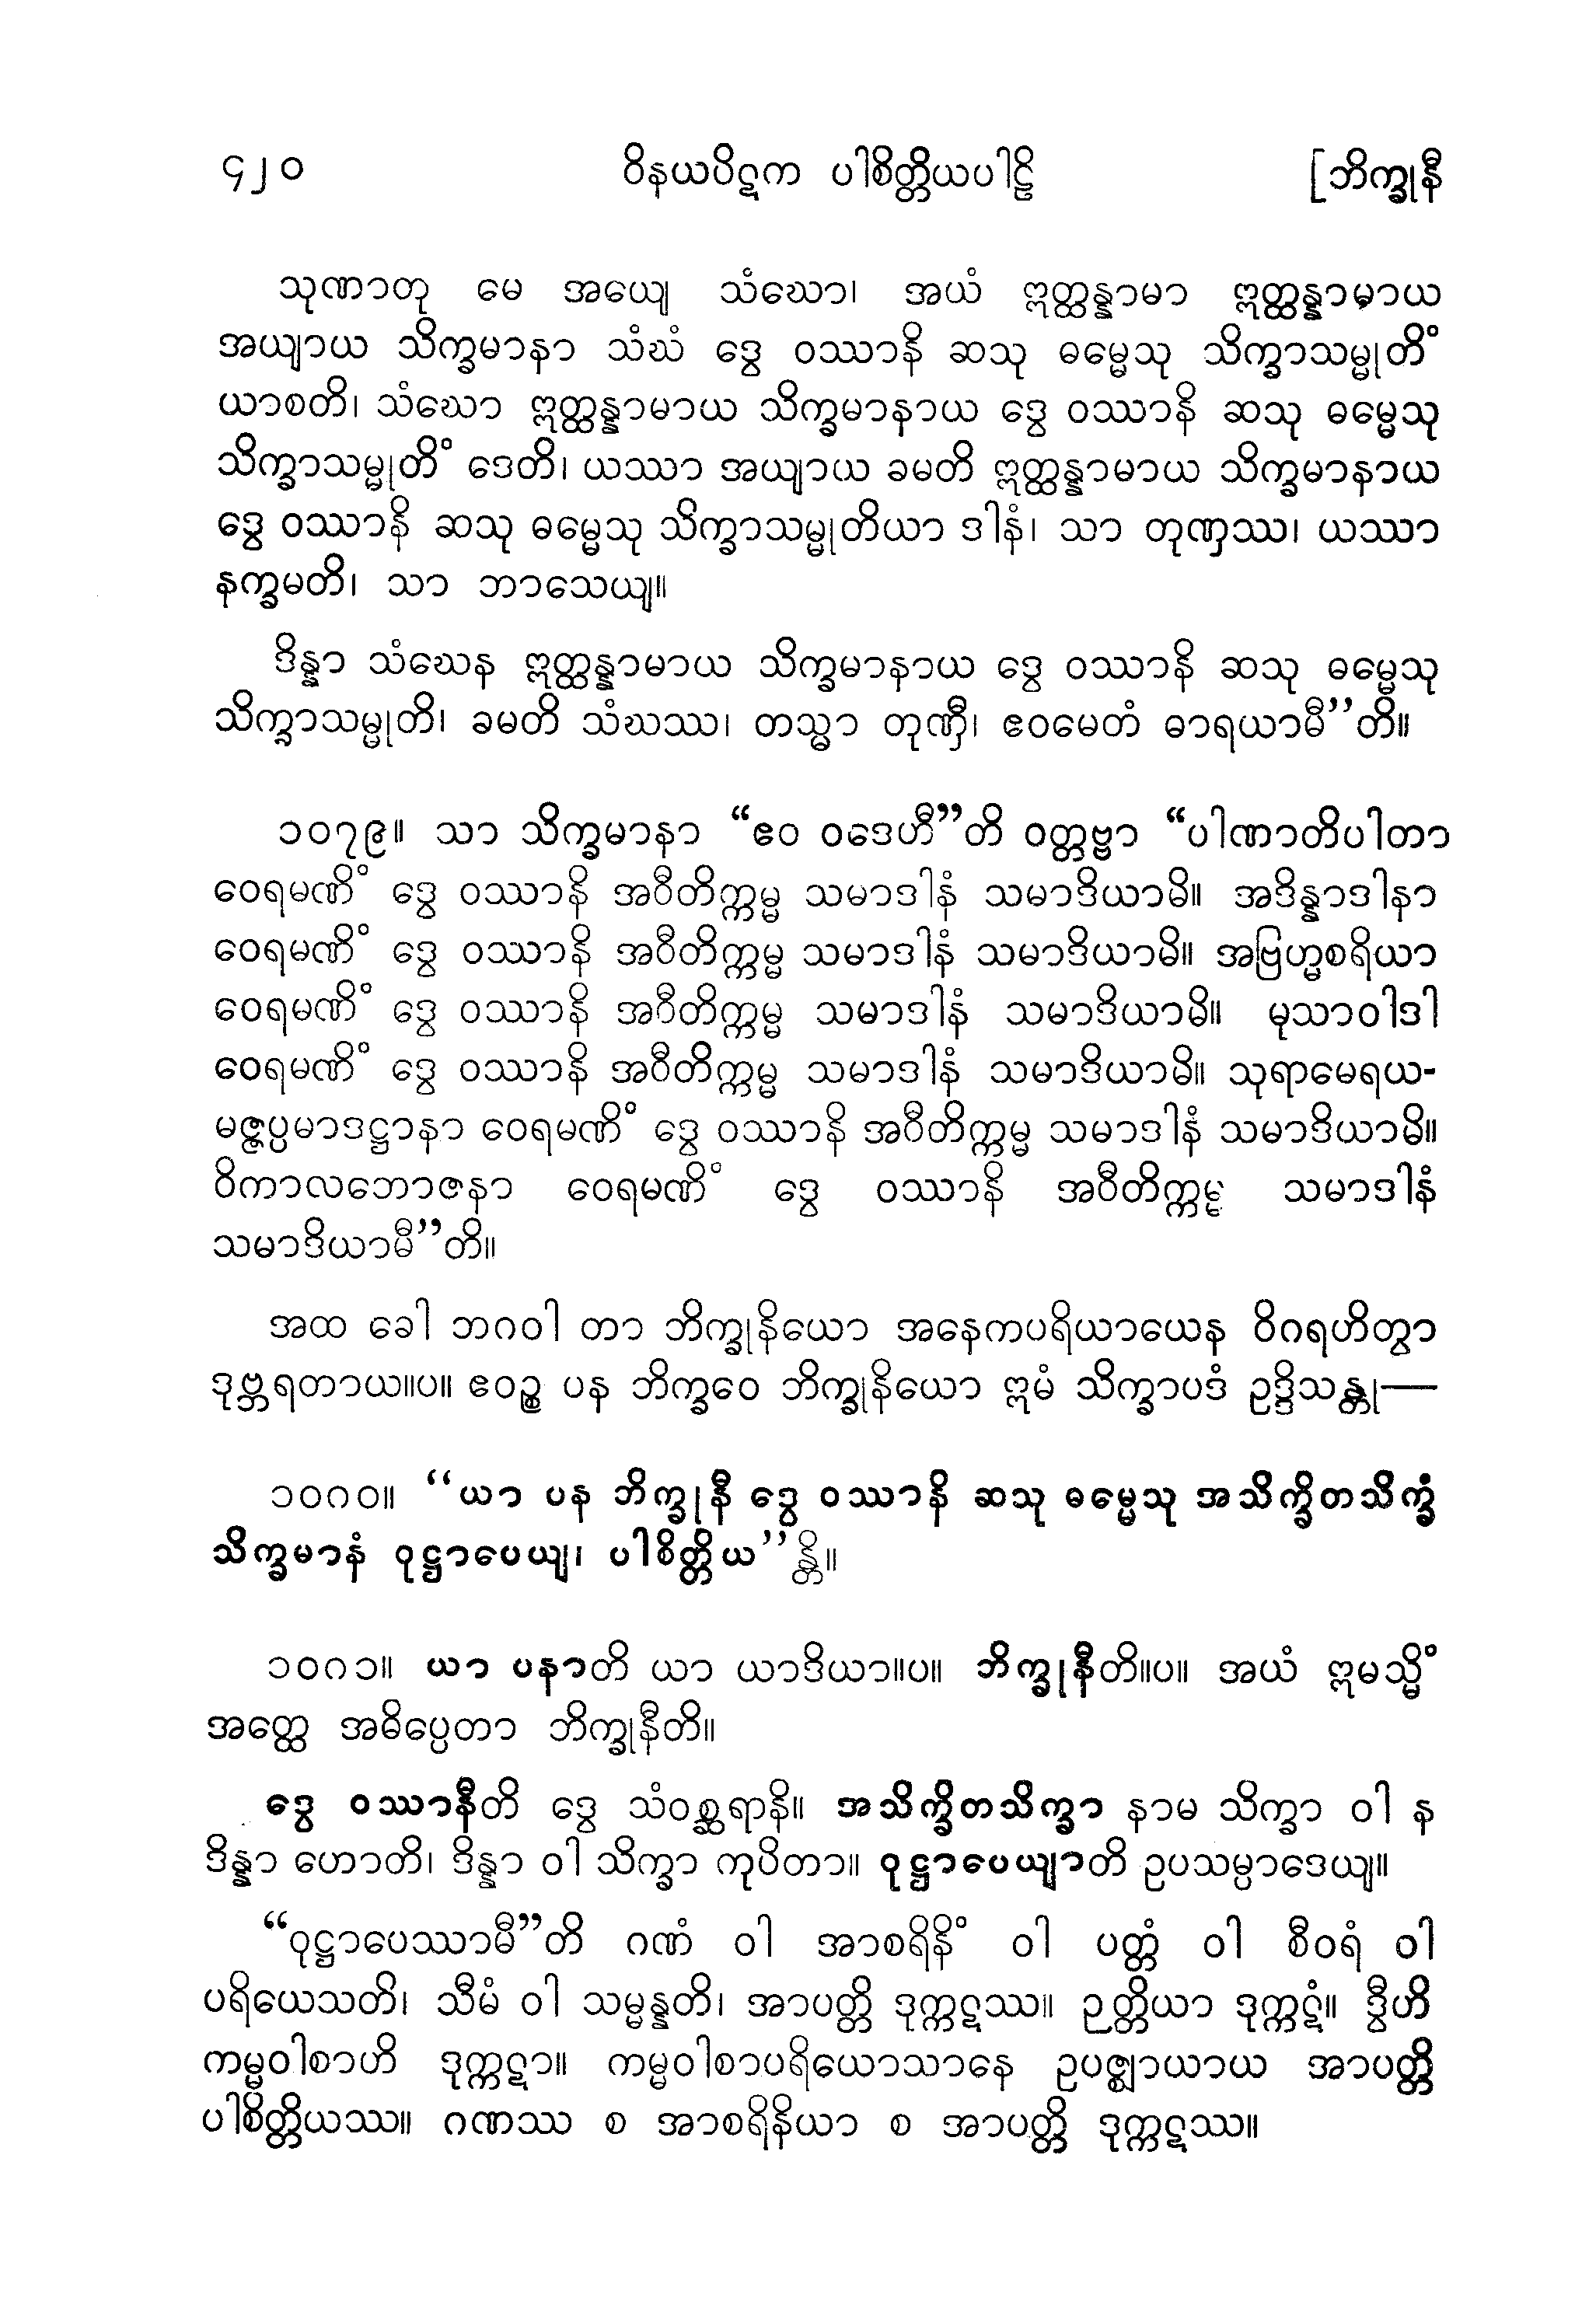 ၄၂၀ ဝိနယပိဋက ပါစိတ္တိယပါဠိ [ဘိက္ခုနီ
သုဏာတု မေ အယျေ သံဃော၊ အယံ ဣတ္ထန္နာမာ ဣတ္ထန္နာမာယ
အယျာယ သိက္ခမာနာ သံဃံ ဒွေ ဝဿာနိ ဆသု ဓမ္မေသု သိက္ခာသမ္မုတိံ
ယာစတိ၊ သံဃော ဣတ္ထန္နာမာယ သိက္ခမာနာယ ဒွေ ဝဿာနိ ဆသု ဓမ္မေသု
သိက္ခာသမ္မုတိံ ဒေတိ၊ ယဿာ အယျာယ ခမတိ ဣတ္ထန္နာမာယ သိက္ခမာနာယ
ဒွေ ဝဿာနိ ဆသု ဓမ္မေသု သိက္ခာသမ္မုတိယာ ဒါနံ၊ သာ တုဏှဿ၊ ယဿာ
နက္ခမတိ၊ သာ ဘာသေယျ။
ဒိန္နာ သံဃေန ဣတ္ထန္နာမာယ သိက္ခမာနာယ ဒွေ ဝဿာနိ ဆသု ဓမ္မေသု
သိက္ခာသမ္မုတိ၊ ခမတိ သံဃဿ၊ တသ္မာ တုဏှီ၊ ဧဝမေတံ ဓာရယာမီ”တိ။
၁၀၇၉။ သာ သိက္ခမာနာ “ဧဝ ဝဒေဟီ”တိ ဝတ္တဗ္ဗာ “ပါဏာတိပါတာ
ဝေရမဏိံ ဒွေ ဝဿာနိ အဝီတိက္ကမ္မ သမာဒါနံ သမာဒိယာမိ။ အဒိန္နာဒါနာ
ဝေရမဏိံ ဒွေ ဝဿာနိ အဝီတိက္ကမ္မ သမာဒါနံ သမာဒိယာမိ။ အဗြဟ္မစရိယာ
ဝေရမဏိံ ဒွေ ဝဿာနိ အဝီတိက္ကမ္မ သမာဒါနံ သမာဒိယာမိ။ မုသာဝါဒါ
ဝေရမဏိံ ဒွေ ဝဿာနိ အဝီတိက္ကမ္မ သမာဒါနံ သမာဒိယာမိ။ သုရာမေရယ-
မဇ္ဇပ္ပမာဒဋ္ဌာနာ ဝေရမဏိံ ဒွေ ဝဿာနိ အဝီတိက္ကမ္မ သမာဒါနံ သမာဒိယာမိ။
ဝိကာလဘောဇနာ ဝေရမဏိံ ဒွေ ဝဿာနိ အဝီတိက္ကမ္မ သမာဒါနံ
သမာဒိယာမီ”တိ။
အထ ခေါ ဘဂဝါ တာ ဘိက္ခုနိယော အနေကပရိယာယေန ဝိဂရဟိတွာ
ဒုဗ္ဘရတာယ။ပ။ ဧဝဉ္စ ပန ဘိက္ခဝေ ဘိက္ခုနိယော ဣမံ သိက္ခာပဒံ ဥဒ္ဒိသန္တု—
၁၀၈၀။ “ယာ ပန ဘိက္ခုနီ ဒွေ ဝဿာနိ ဆသု ဓမ္မေသု အသိက္ခိတသိက္ခံ
သိက္ခမာနံ ဝုဋ္ဌာပေယျ၊ ပါစိတ္တိယ”န္တိ။
၁၀၈၁။ ယာ ပနာတိ ယာ ယာဒိယာ။ပ။ ဘိက္ခုနီတိ။ပ။ အယံ ဣမသ္မိံ
အတ္ထေ အဓိပ္ပေတာ ဘိက္ခုနီတိ။
ဒွေ ဝဿာနီတိ ဒွေ သံဝစ္ဆရာနိ။ အသိက္ခိတသိက္ခာ နာမ သိက္ခာ ဝါ န
ဒိန္နာ ဟောတိ၊ ဒိန္နာ ဝါ သိက္ခာ ကုပိတာ။ ဝုဋ္ဌာပေယျာတိ ဥပသမ္ပာဒေယျ။
“ဝုဋ္ဌာပေဿာမီ”တိ ဂဏံ ဝါ အာစရိနိံ ဝါ ပတ္တံ ဝါ စီဝရံ ဝါ
ပရိယေသတိ၊ သီမံ ဝါ သမ္မန္နတိ၊ အာပတ္တိ ဒုက္ကဋဿ။ ဉတ္တိယာ ဒုက္ကဋံ။ ဒွီဟိ
ကမ္မဝါစာဟိ ဒုက္ကဋာ။ ကမ္မဝါစာပရိယောသာနေ ဥပဇ္ဈာယာယ အာပတ္တိ
ပါစိတ္တိယဿ။ ဂဏဿ စ အာစရိနိယာ စ အာပတ္တိ ဒုက္ကဋဿ။